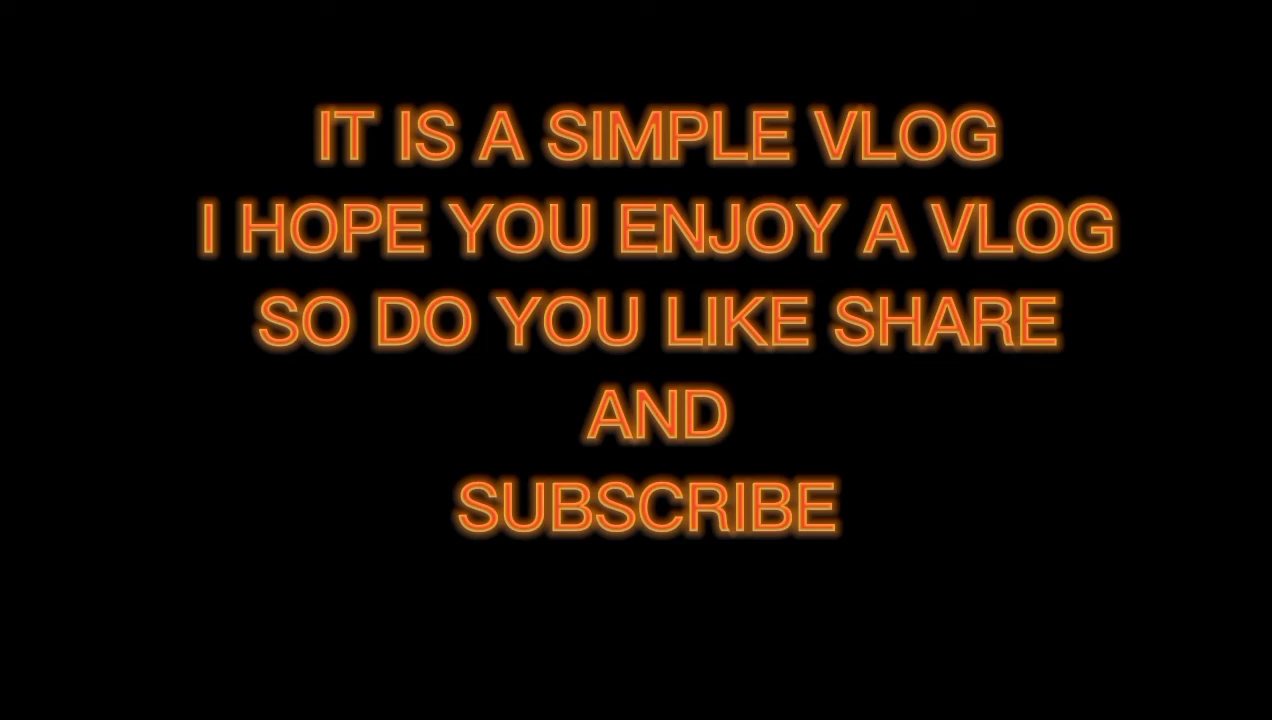 IT IS A SIMPLE VLOG
I HOPE YOU ENJOY A VLOG
SO DO YOU LIKE SHARE
AND
SUBSCRIBE